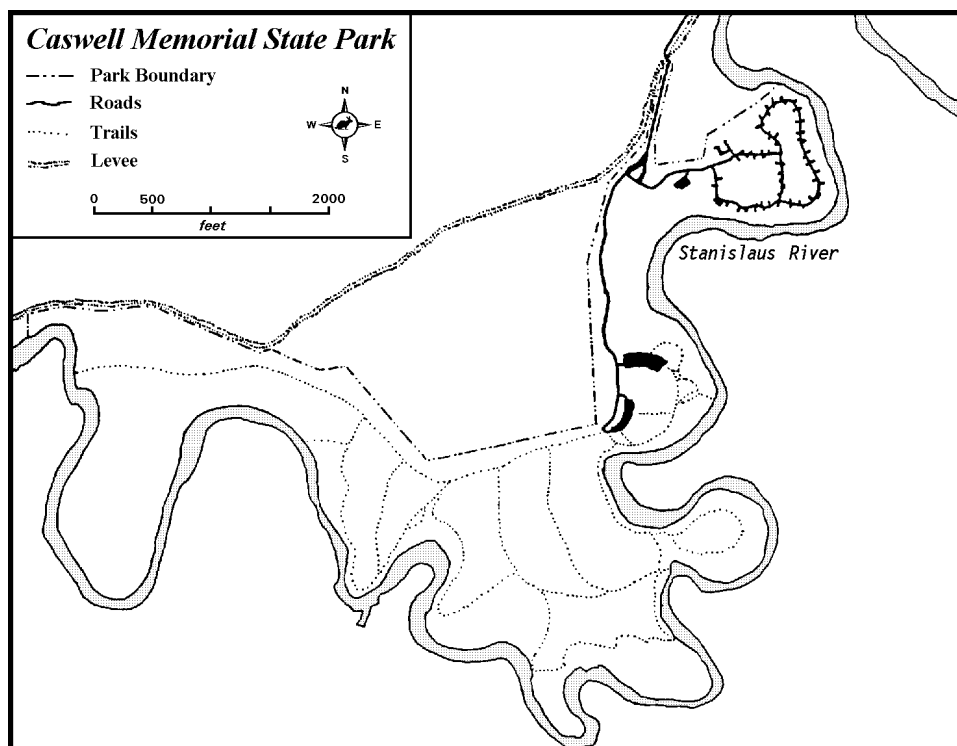 Caswell Memorial State Park
Park Boundary
Roads
Trails
Levee
N
W E
S
0 500 2000
feet
Stanislaus River